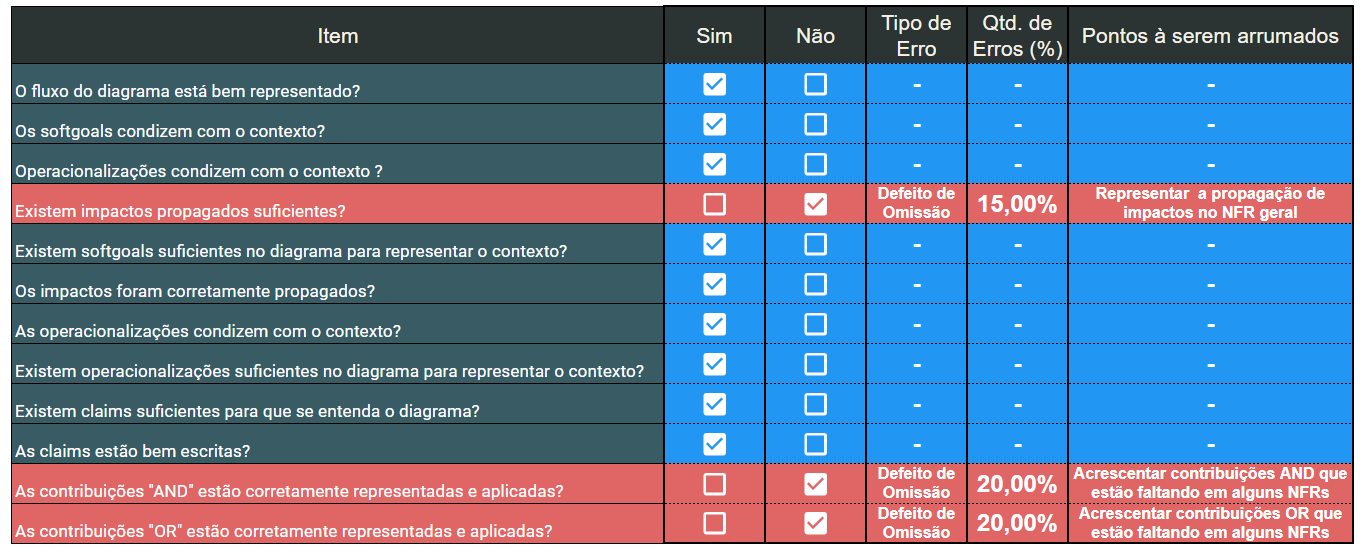 Item Sim Não Tipo de Erro Qtd. de Erros (%) Pontos à serem arrumados
O fluxo do diagrama está bem representado? - - -
Os softgoals condizem com o contexto? - - -
Operacionalizações condizem com o contexto ? - - -
Existem impactos propagados suficientes? Defeito de Omissão 15,00% Representar a propagação de impactos no NFR geral
Existem softgoals suficientes no diagrama para representar o contexto? - - -
Os impactos foram corretamente propagados? - - -
As operacionalizações condizem com o contexto? - - -
Existem operacionalizações suficientes no diagrama para representar o contexto? - - -
Existem claims suficientes para que se entenda o diagrama? - - -
As claims estão bem escritas? - - -
As contribuições "AND" estão corretamente representadas e aplicadas? Defeito de Omissão 20,00% Acrescentar contribuições AND que estão faltando em alguns NFRs
As contribuições "OR" estão corretamente representadas e aplicadas? Defeito de Omissão 20,00% Acrescentar contribuições OR que estão faltando em alguns NFRs